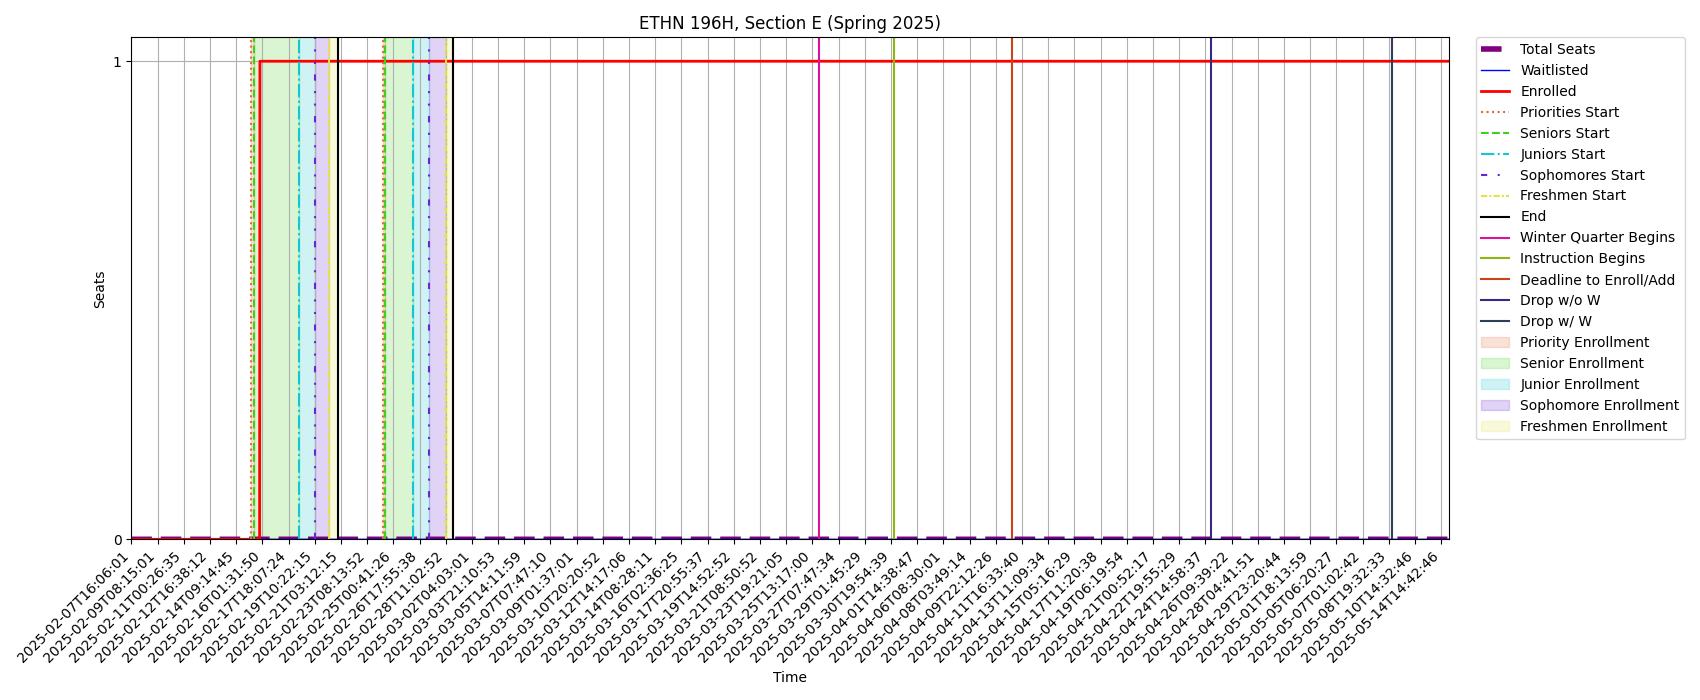 ETHN 196H, Section E (Spring 2025)
1
0
Seats
2025-02-07T16:06:01
2025-02-09T08:15:01
2025-02-11T00:26:35
2025-02-12T16:38:12
2025-02-14T09:14:45
2025-02-16T01:31:50
2025-02-17T18:07:24
2025-02-19T10:22:15
2025-02-21T03:12:15
2025-02-23T08:13:52
2025-02-25T00:41:26
2025-02-26T17:55:38
2025-02-28T11:02:52
2025-03-02T04:03:01
2025-03-03T21:10:53
2025-03-05T14:11:59
2025-03-07T07:47:10
2025-03-09T01:37:01
2025-03-10T20:20:52
2025-03-12T14:17:06
2025-03-14T08:28:11
2025-03-16T02:36:25
2025-03-17T20:55:37
2025-03-19T14:52:52
2025-03-21T08:50:52
2025-03-23T19:21:05
2025-03-25T13:17:00
2025-03-27T07:47:34
2025-03-29T01:45:29
2025-03-30T19:54:39
2025-04-01T14:38:47
2025-04-06T08:30:01
2025-04-08T03:49:14
2025-04-09T22:12:26
2025-04-11T16:33:40
2025-04-13T11:09:34
2025-04-15T05:16:29
2025-04-17T11:20:38
2025-04-19T06:19:54
2025-04-21T00:52:17
2025-04-22T19:55:29
2025-04-24T14:58:37
2025-04-26T09:39:22
2025-04-28T04:41:51
2025-04-29T23:20:44
2025-05-01T18:13:59
2025-05-05T06:20:27
2025-05-07T01:02:42
2025-05-08T19:32:33
2025-05-10T14:32:46
2025-05-14T14:42:46
Time
Total Seats
Waitlisted
Enrolled
Priorities Start
Seniors Start
Juniors Start
Sophomores Start
Freshmen Start
End
Winter Quarter Begins
Instruction Begins
Deadline to Enroll/Add
Drop w/o W
Drop w/ W
Priority Enrollment
Senior Enrollment
Junior Enrollment
Sophomore Enrollment
Freshmen Enrollment